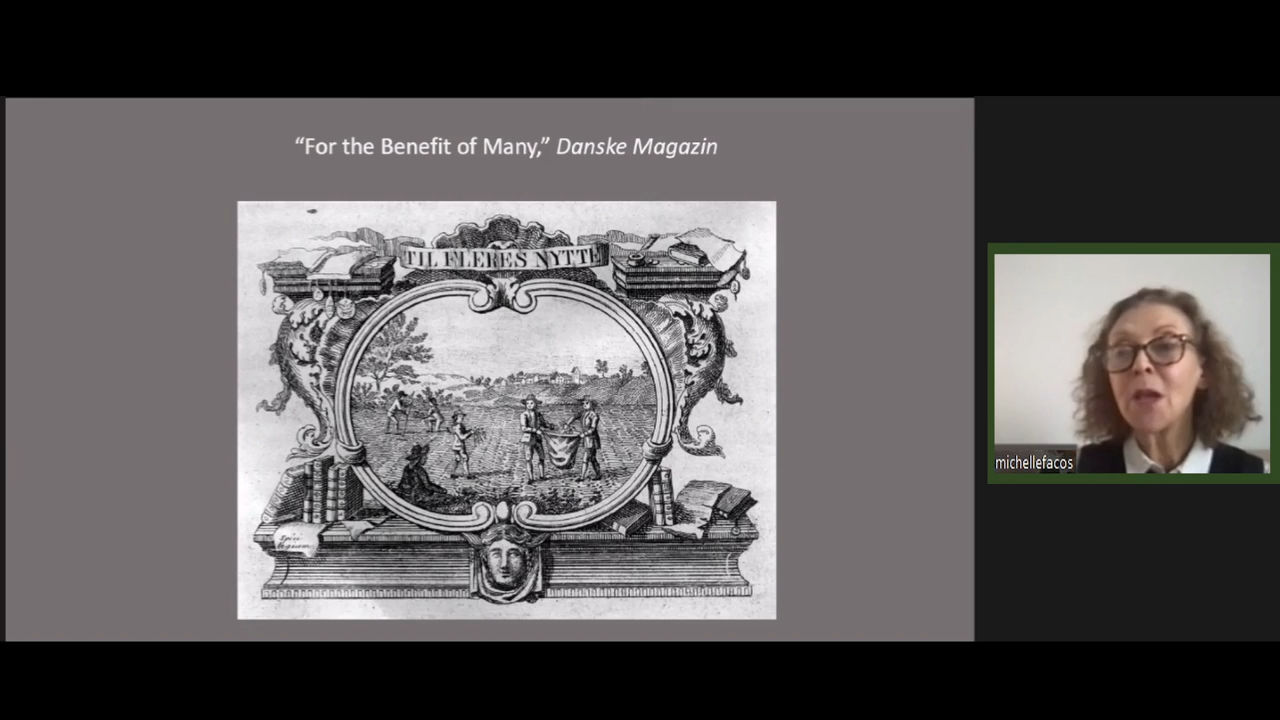 “For the Benefit of Many,” Danske Magazin
TIL FLERES NYTTE
michellefacos